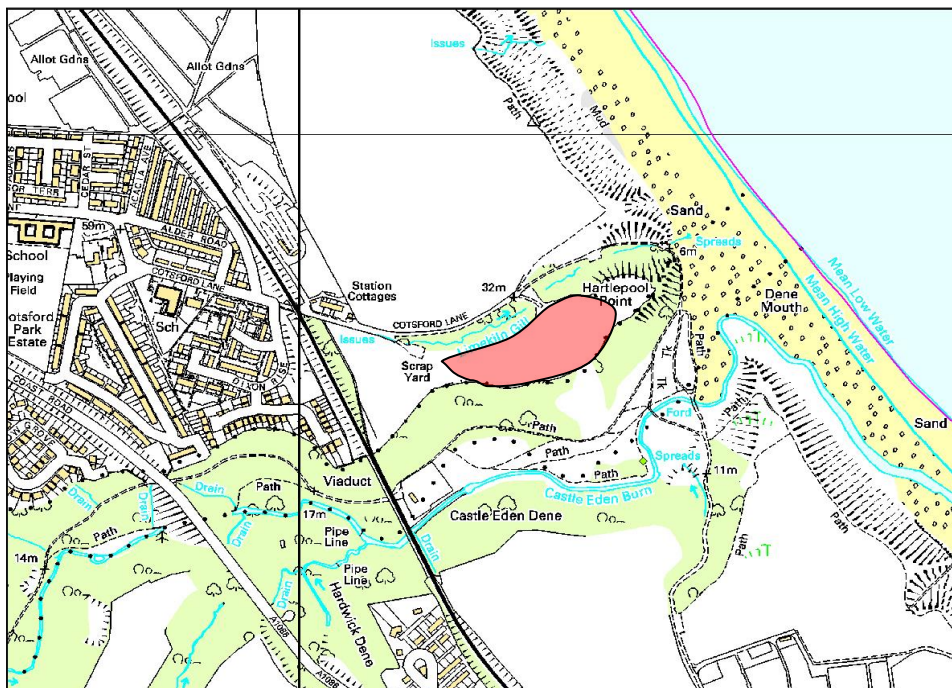 Issues
Allot Gdns
Allot Gdns
ool
Path
Mud
CEDAR ST
ACACIA AVE
ALDER ROAD
59m
COTSFORD LANE
School
Playing
Field
otsford
Park
Estate
Sch
Station
Cottages
Issues
Scrap
Yard
32m
COTSFORD LANE
Hartlepool
Point
Sand
Spreads
6m
Dene
Mouth
Mean Low Water
Mean High Water
Sand
COAST ROAD
GROVE
Path
Tk
Tk
Path
Ford
Path
Path
Path
Spreads
11m
Path
Path
Viaduct
Castle Eden Burn
Castle Eden Dene
Drain
Drain
Drain
Path
Path
17m
Pipe
Line
Pipe
Line
Drain
Drain
14m
Hardwick Dene
A1086
A1086